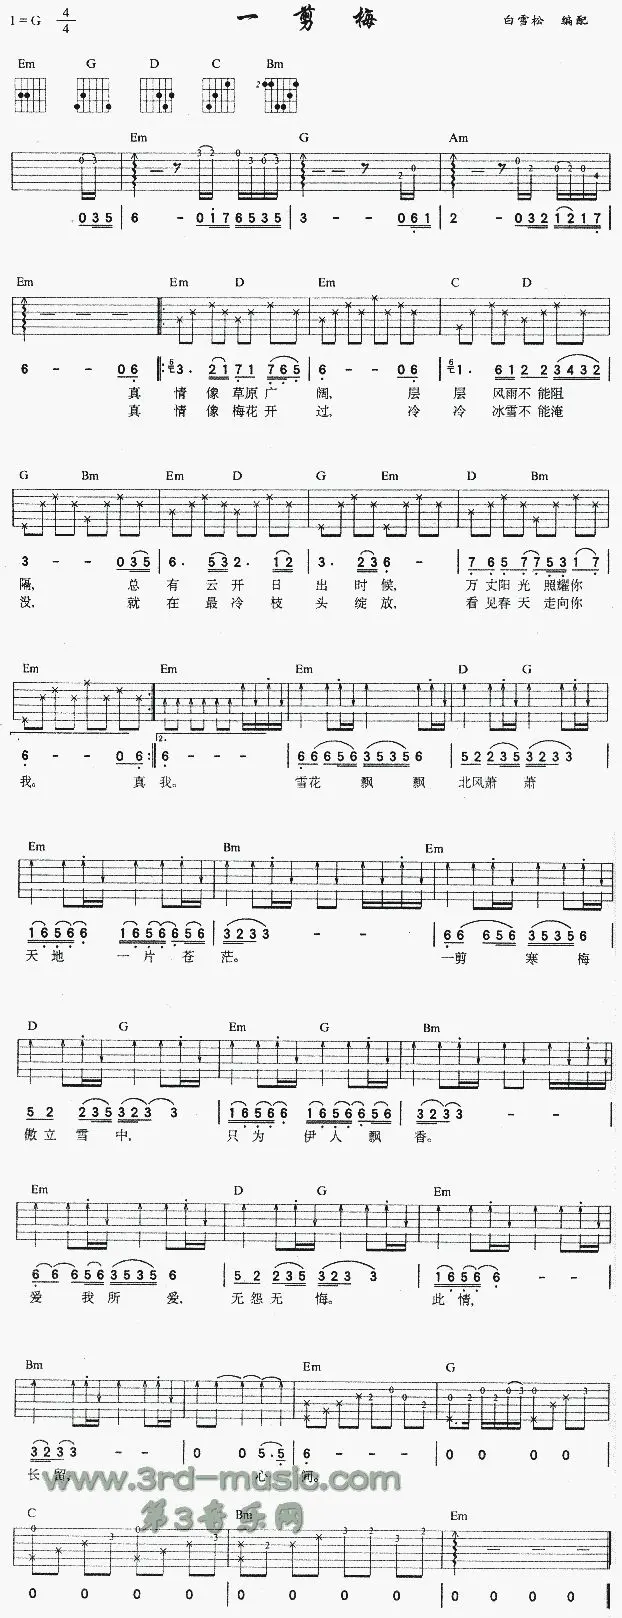 1=G 4/4 一剪梅 白雪松 编配
Em G D C Bm
Em G Am
0 3 5 6 - 0 1 7 6 5 3 5 3 - - 0 6 1 2 - 0 3 2 1 2 1 7
Em Em D Em C D
6 - - 0 6 3. 2 1 7 1 7 6 5 6 - - 0 6 1. 6 1 2 2 3 4 3 2
真 情 像 草原 广 阔, 层 层 风雨不 能阻
真 情 像 梅花 开 过, 冷 冷 冰雪不 能淹
G Bm Em D G Em D Bm
3 - - 0 3 5 6. 5 3 2. 1 2 3. 2 3 6 - 7 6 5 7 7 5 3 1 7
隔, 总 有 云 开 日 出 时 候, 万 丈阳 光 照耀你
没, 就 在 最 冷 枝 头 绽 放, 看 见春 天 走向你
Em Em Em D G
6 - - 0 6 2. 6 - - 6 6 6 5 6 3 5 3 5 6 5 2 2 3 5 3 2 3 3
我。 真 我。 雪花 飘 飘 北风萧 萧
Em Bm Em
1 6 5 6 6 1 6 5 6 6 5 6 3 2 3 3 - - 6 6 6 5 6 3 5 3 5 6
天 地 一 片 苍 茫。 一剪 寒 梅
D G Em G Bm
5 2 2 3 5 3 2 3 3 1 6 5 6 6 1 6 5 6 6 5 6 3 2 3 3 - -
傲 立 雪 中, 只 为 伊 人 飘 香。
Em D G Em
6 6 6 5 6 3 5 3 5 6 5 2 2 3 5 3 2 3 3 1 6 5 6 6 - -
爱 我 所 爱, 无 怨 无 悔。 此 情,
Bm Em G
3 2 3 3 - - 0 0 0 5. 5 6 - - - 0 0 0 0
长 留, 心 间。
www.3rd-music.com
第3音乐网
C Bm Em
0 0 0 0 0 0 0 0 0 0 0 0